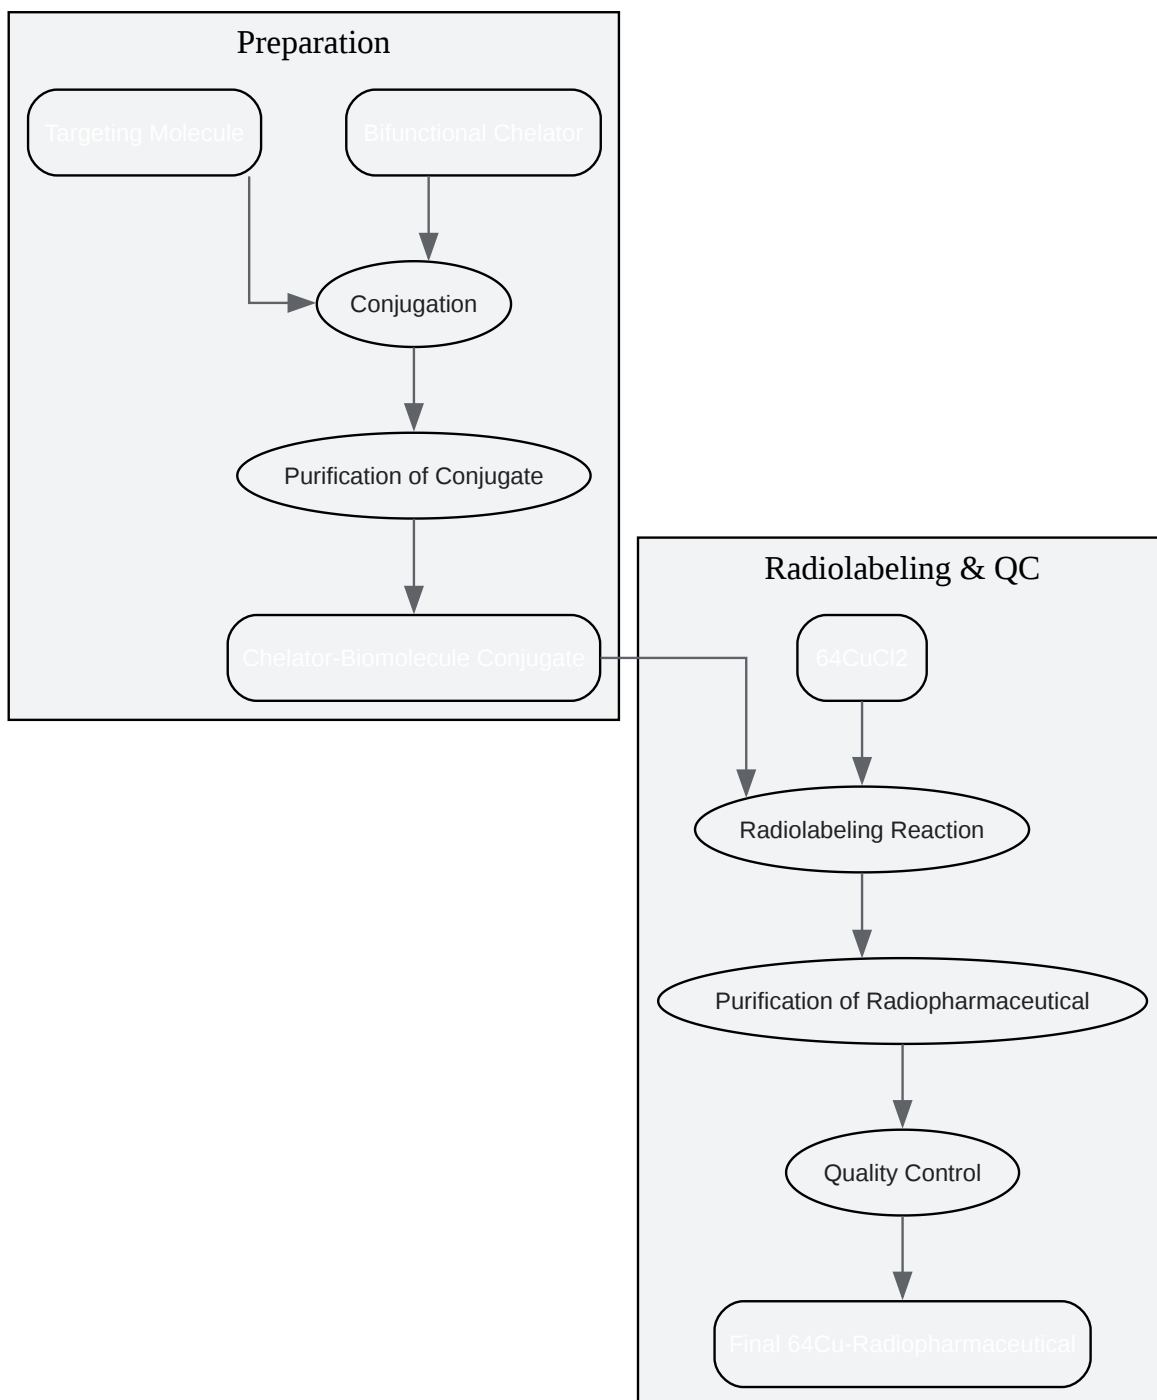 Preparation
Targeting Molecule
Bifunctional Chelator
Conjugation
Purification of Conjugate
Chelator-Biomolecule Conjugate
Radiolabeling & QC
64CuCl2
Radiolabeling Reaction
Purification of Radiopharmaceutical
Quality Control
Final 64Cu-Radiopharmaceutical